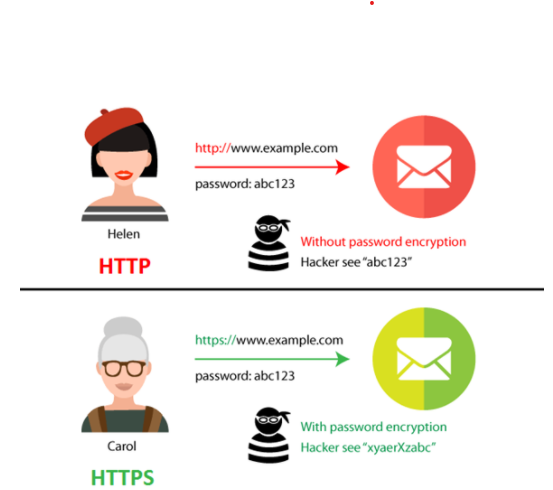 http://www.example.com
password: abc123
Helen
HTTP
Without password encryption
Hacker see “abc123”
https://www.example.com
password: abc123
Carol
HTTPS
With password encryption
Hacker see “xyaerXzabc”